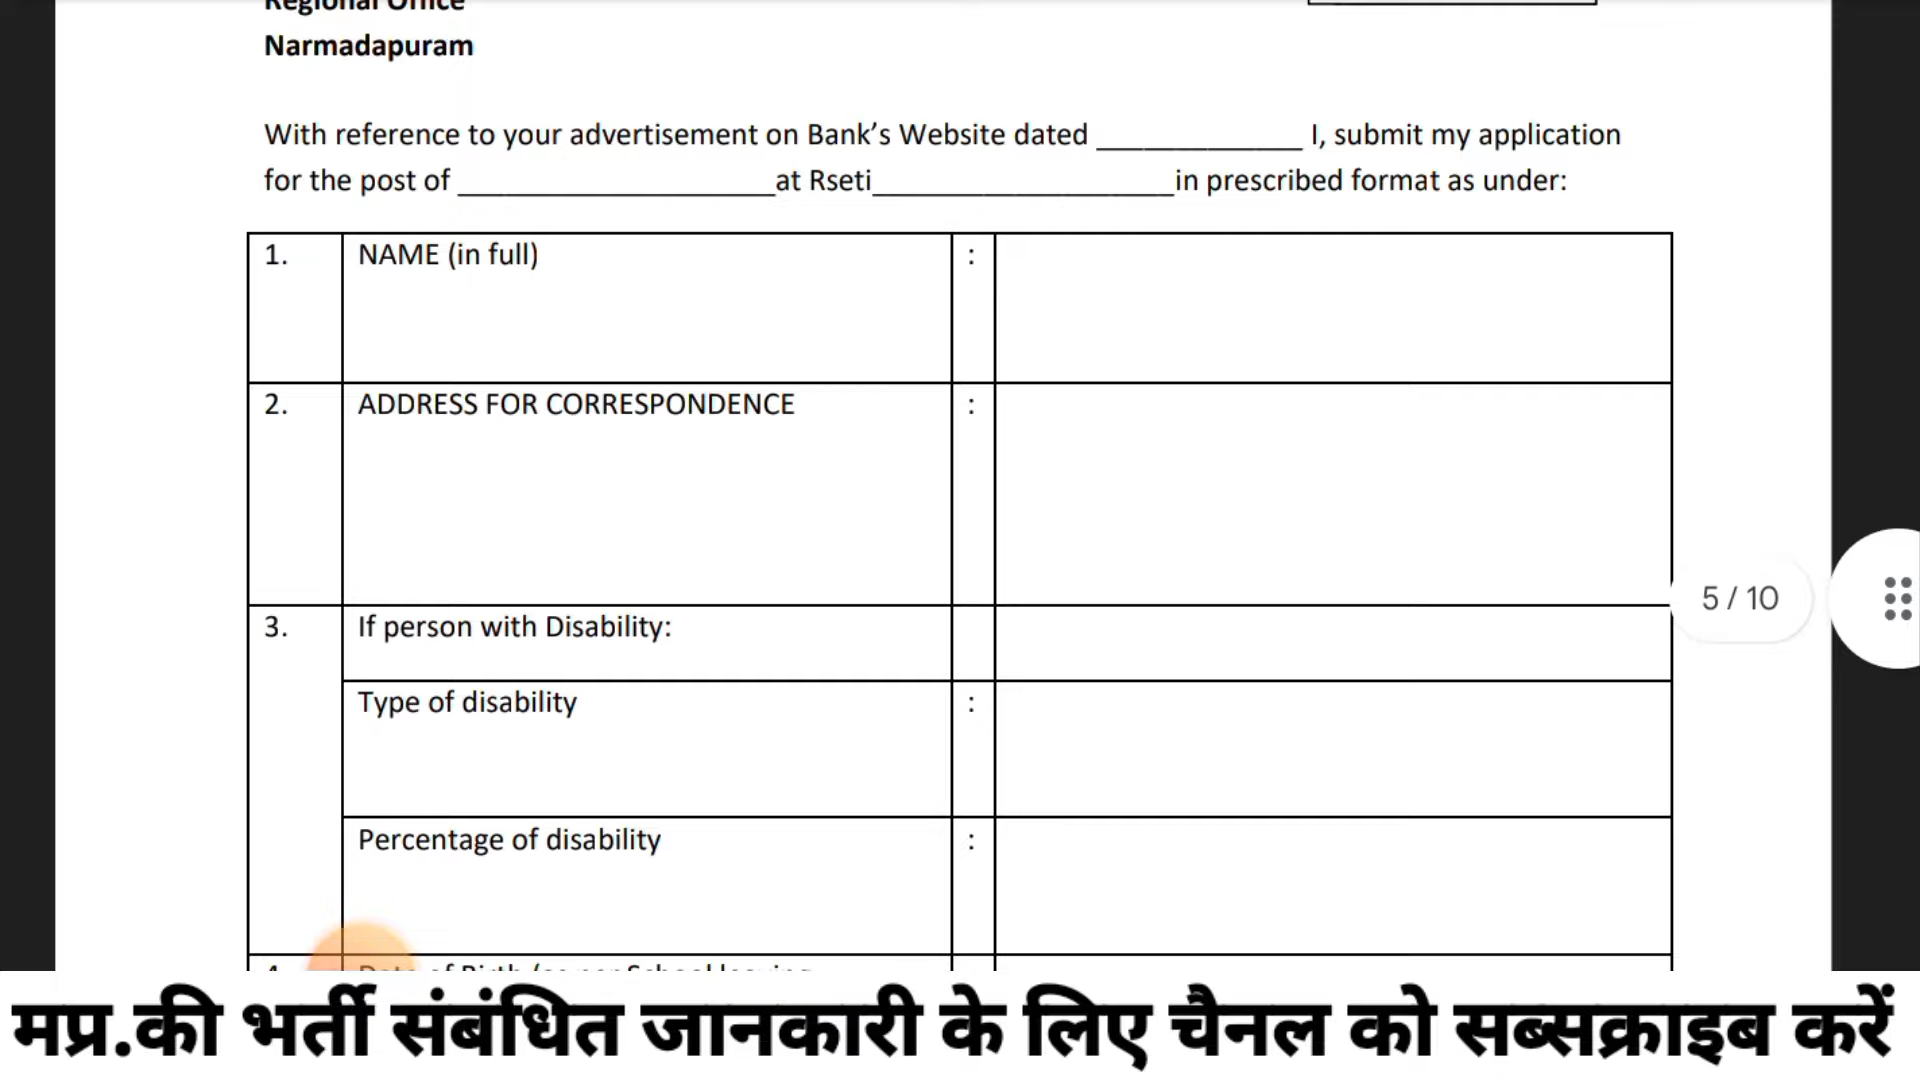 Regional Office
Narmadapuram
With reference to your advertisement on Bank’s Website dated _____________ I, submit my application
for the post of ____________________at Rseti___________________in prescribed format as under:
1. NAME (in full) :
2. ADDRESS FOR CORRESPONDENCE :
3. If person with Disability:
Type of disability :
Percentage of disability :
5 / 10
4. Date of Birth (as per School leaving
मप्र.की भर्ती संबंधित जानकारी के लिए चैनल को सब्सक्राइब करें